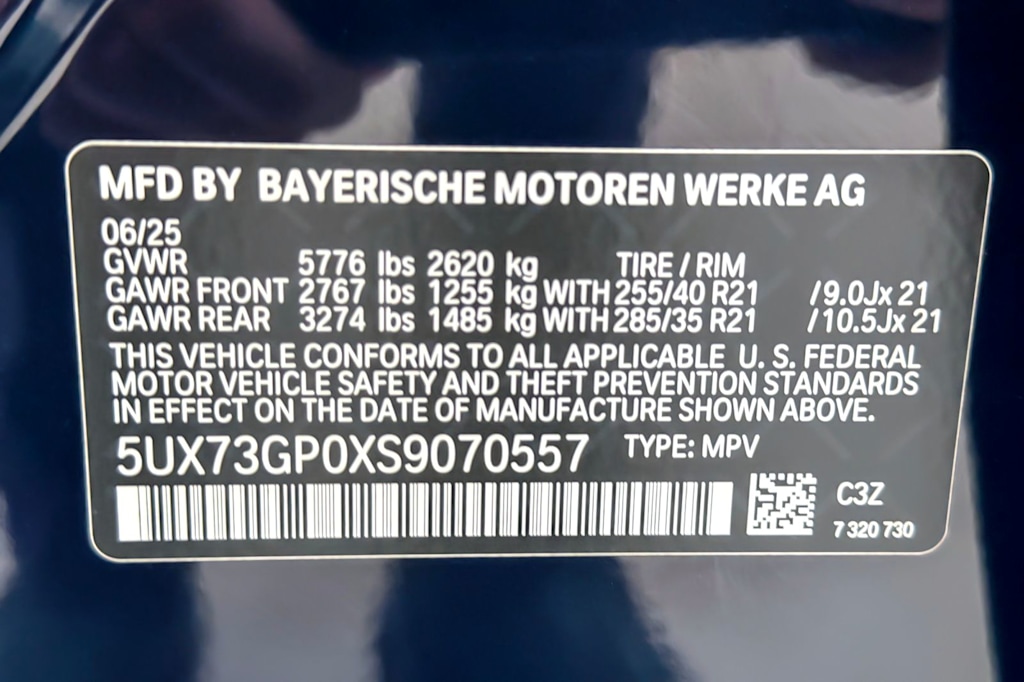 MFD BY BAYERISCHE MOTOREN WERKE AG
06/25
GVWR 5776 lbs 2620 kg TIRE / RIM
GAWR FRONT 2767 lbs 1255 kg WITH 255/40 R21 /9.0Jx 21
GAWR REAR 3274 lbs 1485 kg WITH 285/35 R21 /10.5Jx 21
THIS VEHICLE CONFORMS TO ALL APPLICABLE U. S. FEDERAL
MOTOR VEHICLE SAFETY AND THEFT PREVENTION STANDARDS
IN EFFECT ON THE DATE OF MANUFACTURE SHOWN ABOVE.
5UX73GP0XS9070557 TYPE: MPV
C3Z
7 320 730